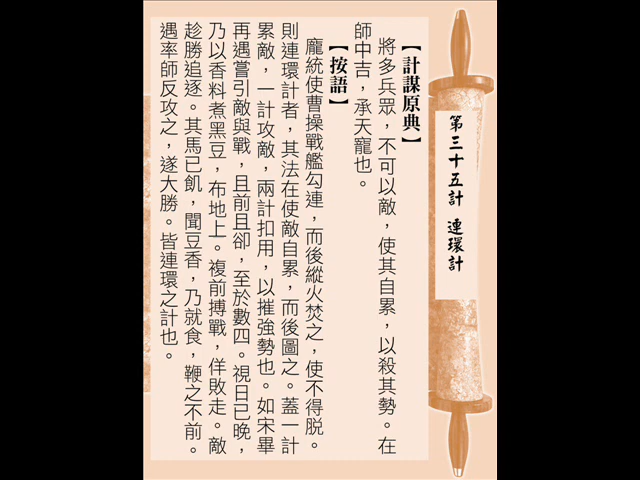 第三十五計 連環計
【計謀原典】
將多兵眾，不可以敵，使其自累，以殺其勢。在
師中吉，承天寵也。
【按語】
龐統使曹操戰艦勾連，而後縱火焚之，使不得脫。
則連環計者，其法在使敵自累，而後圖之。蓋一計
累敵，一計攻敵，兩計扣用，以摧強勢也。如宋畢
再遇嘗引敵與戰，且前且卻，至於數四。視日已晚，
乃以香料煮黑豆，布地上。複前搏戰，佯敗走。敵
趁勝追逐。其馬已飢，聞豆香，乃就食，鞭之不前。
遇率師反攻之，遂大勝。皆連環之計也。